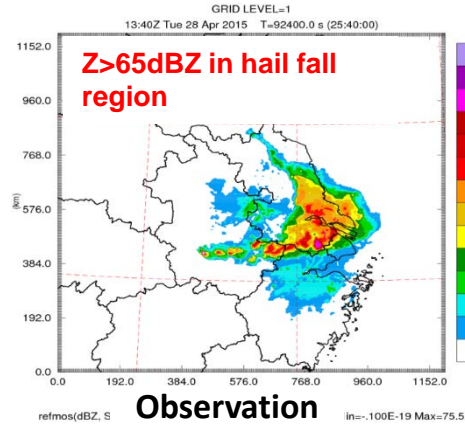 GRID LEVEL=1
13:40Z Tue 28 Apr 2015 T=92400.0 s (25:40:00)
Z>65dBZ in hail fall
region
1152.0
960.0
768.0
(km)
576.0
384.0
192.0
0.0
0.0 192.0 384.0 576.0 768.0 960.0 1152.0
refmos(dBZ, S Observation in=-.100E-19 Max=75.5